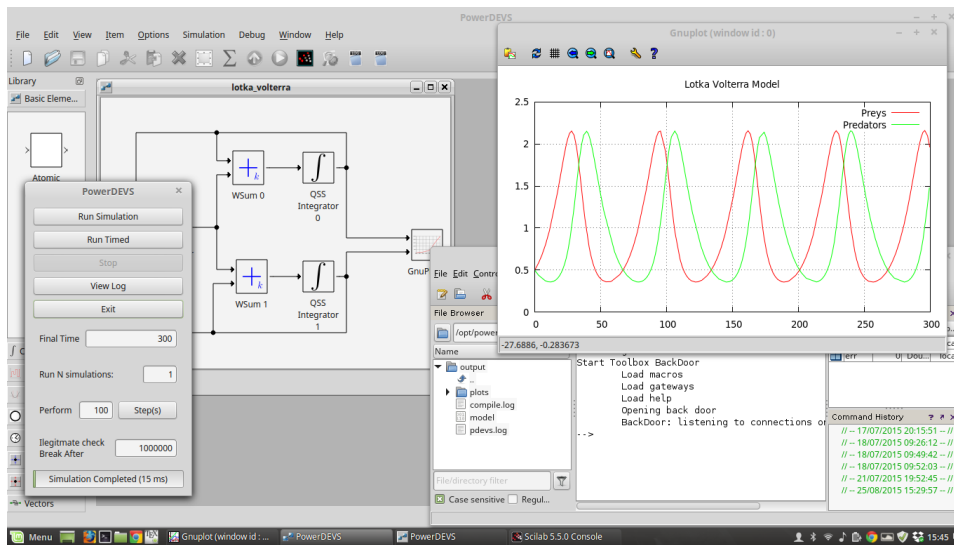 PowerDEVS
File Edit View Item Options Simulation Debug Window Help
Library
Basic Eleme...
Atomic
lotka_volterra
WSum 0
QSS
Integrator
0
WSum 1
QSS
Integrator
1
PowerDEVS
Run Simulation
Run Timed
Stop
View Log
Exit
Final Time 300
Run N simulations: 1
Perform 100 Step(s)
Ilegitmate check
Break After 1000000
Simulation Completed (15 ms)
Vectors
Gnuplot (window id : 0)
Lotka Volterra Model
Preys
Predators
2.5
2
1.5
1
0.5
0
0 50 100 150 200 250 300
-27.6886, -0.283673
File Edit
File Browser
/opt/power
Name
output
..
plots
compile.log
model
pdevs.log
File/directory filter
Case sensitive Regul...
Start Toolbox BackDoor
Load macros
Load gateways
Load help
Opening back door
BackDoor: listening to connections on
-->
err 0 Dou... loca
Command History
// -- 17/07/2015 20:15:51 -- //
// -- 18/07/2015 09:26:12 -- //
// -- 18/07/2015 09:49:42 -- //
// -- 18/07/2015 09:52:03 -- //
// -- 21/07/2015 19:52:45 -- //
// -- 25/08/2015 15:29:57 -- //
Menu
Gnuplot (window id : ...
PowerDEVS
PowerDEVS
Scilab 5.5.0 Console
15:45